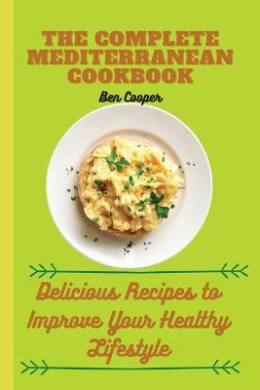 THE COMPLETE
MEDITERRANEAN
COOKBOOK
Ben Cooper
Delicious Recipes to
Improve Your Healthy
Lifestyle